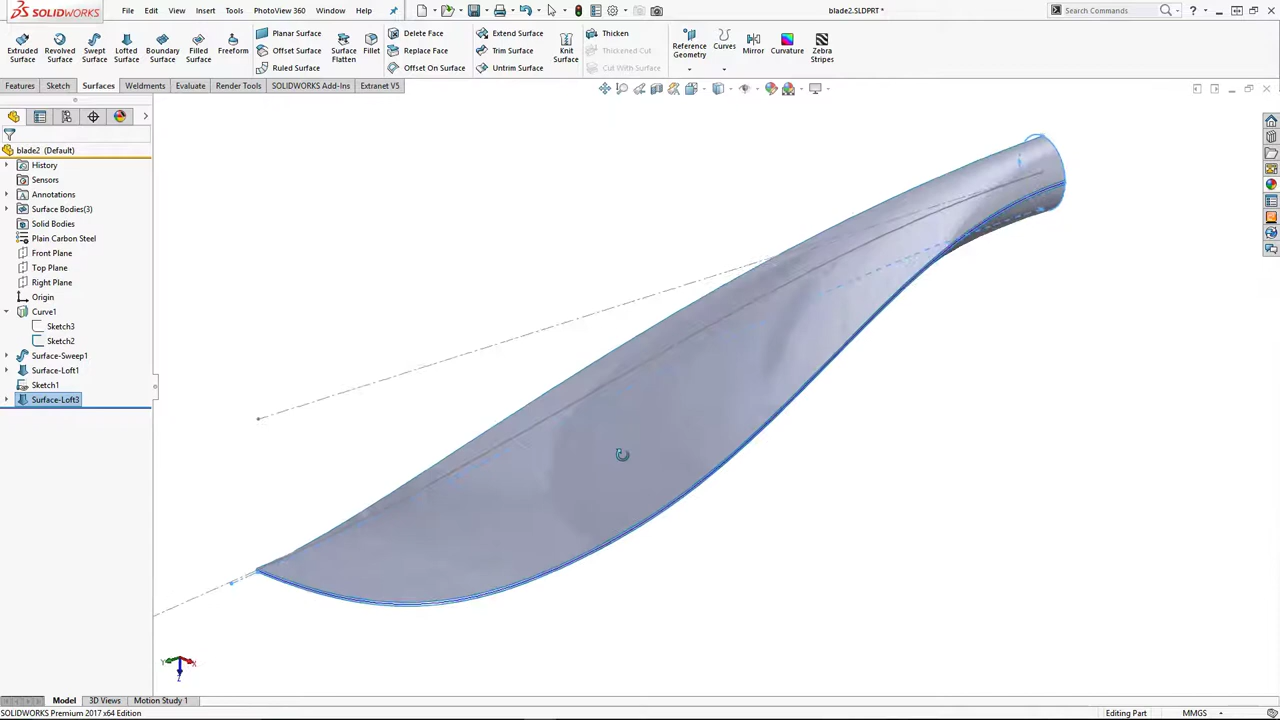 SOLIDWORKS File Edit View Insert Tools PhotoView 360 Window Help blade2.SLDPRT * Search Commands
Extruded Surface
Revolved Surface
Swept Surface
Lofted Surface
Boundary Surface
Filled Surface
Freeform
Planar Surface
Offset Surface
Ruled Surface
Surface Flatten
Fillet
Delete Face
Replace Face
Offset On Surface
Extend Surface
Trim Surface
Untrim Surface
Knit Surface
Thicken
Thickened Cut
Cut With Surface
Reference Geometry
Curves
Mirror
Curvature
Zebra Stripes
Features Sketch Surfaces Weldments Evaluate Render Tools SOLIDWORKS Add-Ins Extranet V5
blade2 (Default)
History
Sensors
Annotations
Surface Bodies(3)
Solid Bodies
Plain Carbon Steel
Front Plane
Top Plane
Right Plane
Origin
Curve1
Sketch3
Sketch2
Surface-Sweep1
Surface-Loft1
Sketch1
Surface-Loft3
Y X
Z
Model 3D Views Motion Study 1
SOLIDWORKS Premium 2017 x64 Edition Editing Part MMGS